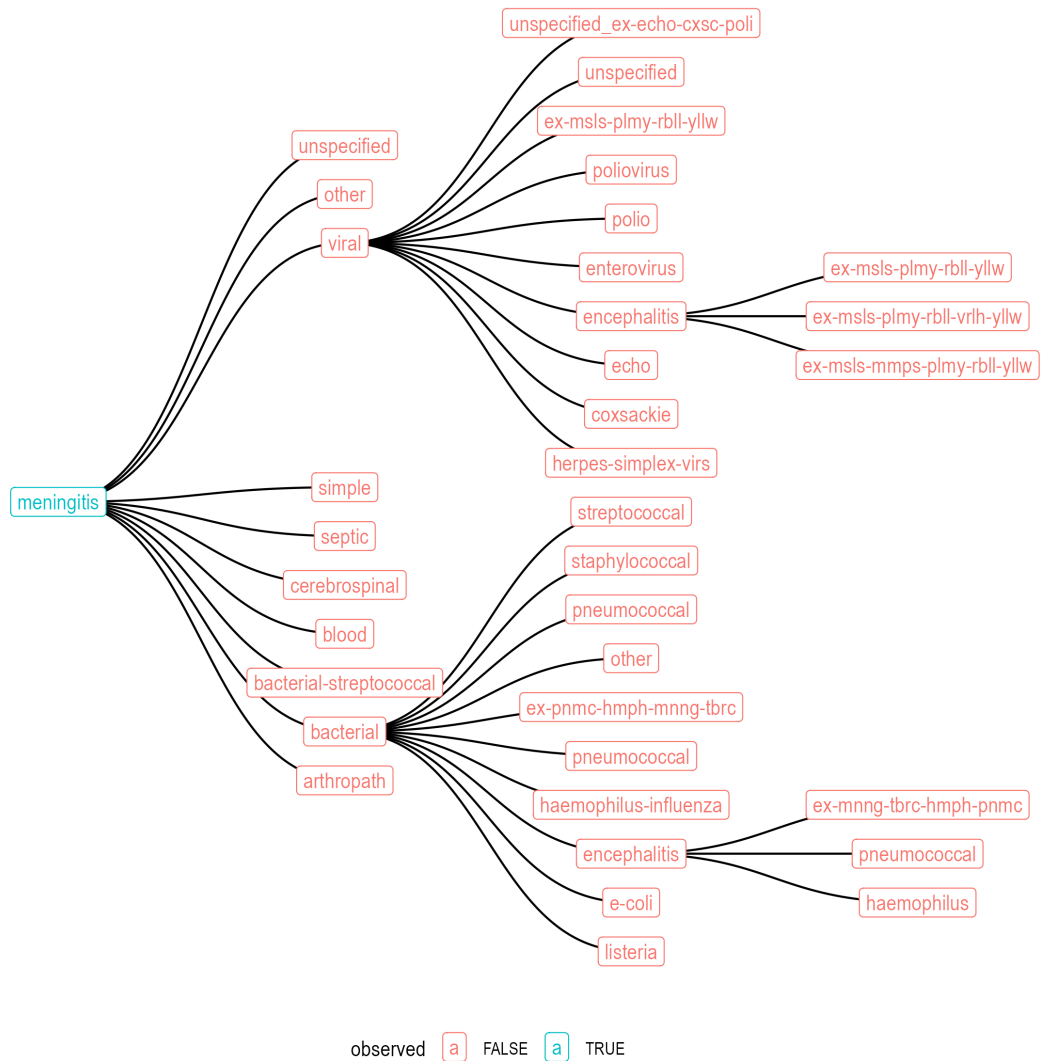 unspecified_ex-echo-cxsc-poli
unspecified
ex-msls-plmy-rbll-yllw
unspecified
poliovirus
other
polio
viral
enterovirus
ex-msls-plmy-rbll-yllw
encephalitis
ex-msls-plmy-rbll-vrlh-yllw
echo
ex-msls-mmps-plmy-rbll-yllw
coxsackie
herpes-simplex-virs
simple
meningitis
streptococcal
septic
staphylococcal
cerebrospinal
pneumococcal
blood
other
bacterial-streptococcal
ex-pnmc-hmph-mnng-tbrc
bacterial
pneumococcal
arthropath
haemophilus-influenza
ex-mnng-tbrc-hmph-pnmc
encephalitis
pneumococcal
e-coli
haemophilus
listeria
observed a FALSE a TRUE